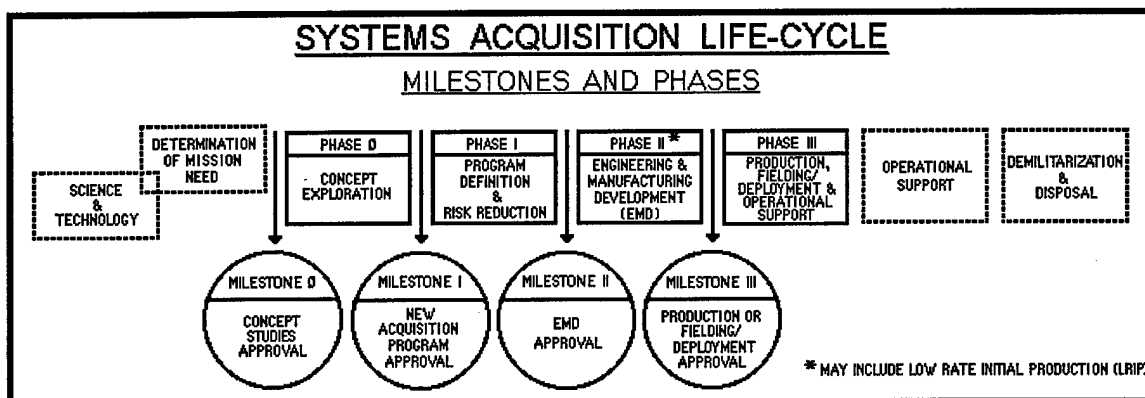 SYSTEMS ACQUISITION LIFE-CYCLE
MILESTONES AND PHASES
SCIENCE
&
TECHNOLOGY
DETERMINATION
OF MISSION
NEED
PHASE Ø
CONCEPT
EXPLORATION
PHASE I
PROGRAM
DEFINITION
&
RISK REDUCTION
PHASE II*
ENGINEERING &
MANUFACTURING
DEVELOPMENT
(EMD)
PHASE III
PRODUCTION,
FIELDING/
DEPLOYMENT &
OPERATIONAL
SUPPORT
OPERATIONAL
SUPPORT
DEMILITARIZATION
&
DISPOSAL
MILESTONE Ø
CONCEPT
STUDIES
APPROVAL
MILESTONE I
NEW
ACQUISITION
PROGRAM
APPROVAL
MILESTONE II
EMD
APPROVAL
MILESTONE III
PRODUCTION OR
FIELDING/
DEPLOYMENT
APPROVAL
* MAY INCLUDE LOW RATE INITIAL PRODUCTION (LRIP)